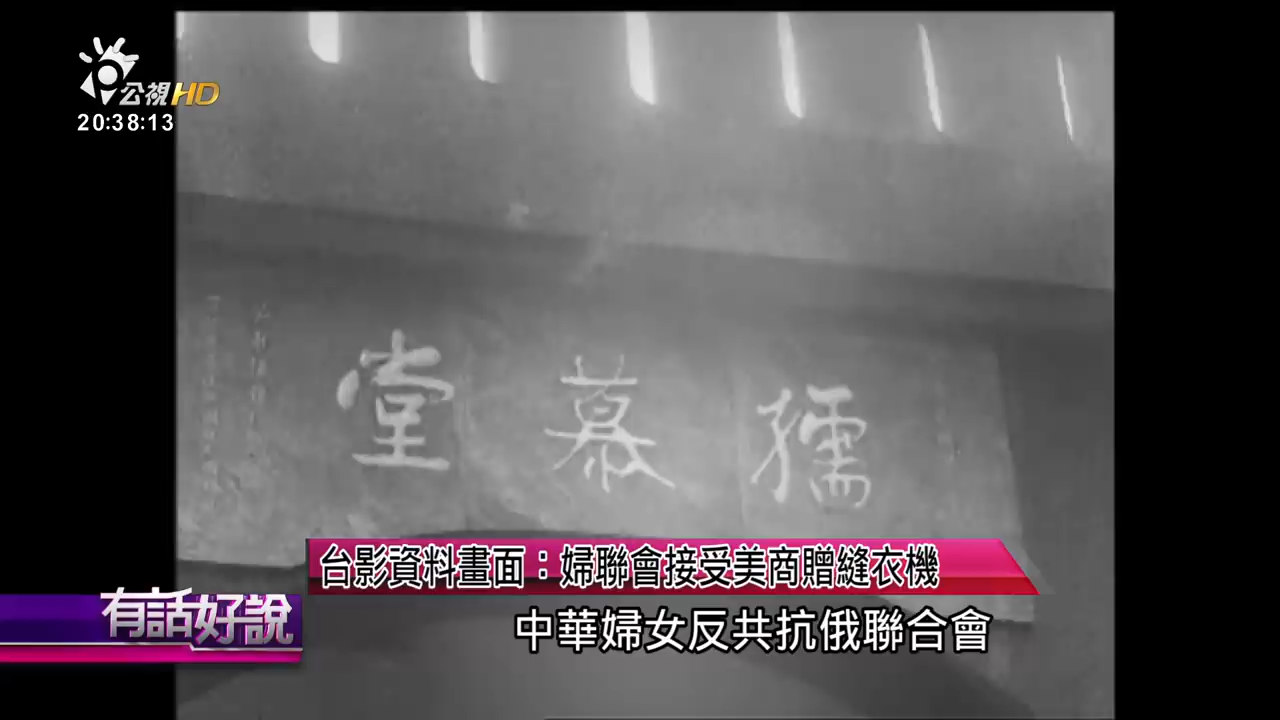 公視HD
20:38:13
孺慕堂
台影資料畫面：婦聯會接受美商贈縫衣機
有話好說
中華婦女反共抗俄聯合會